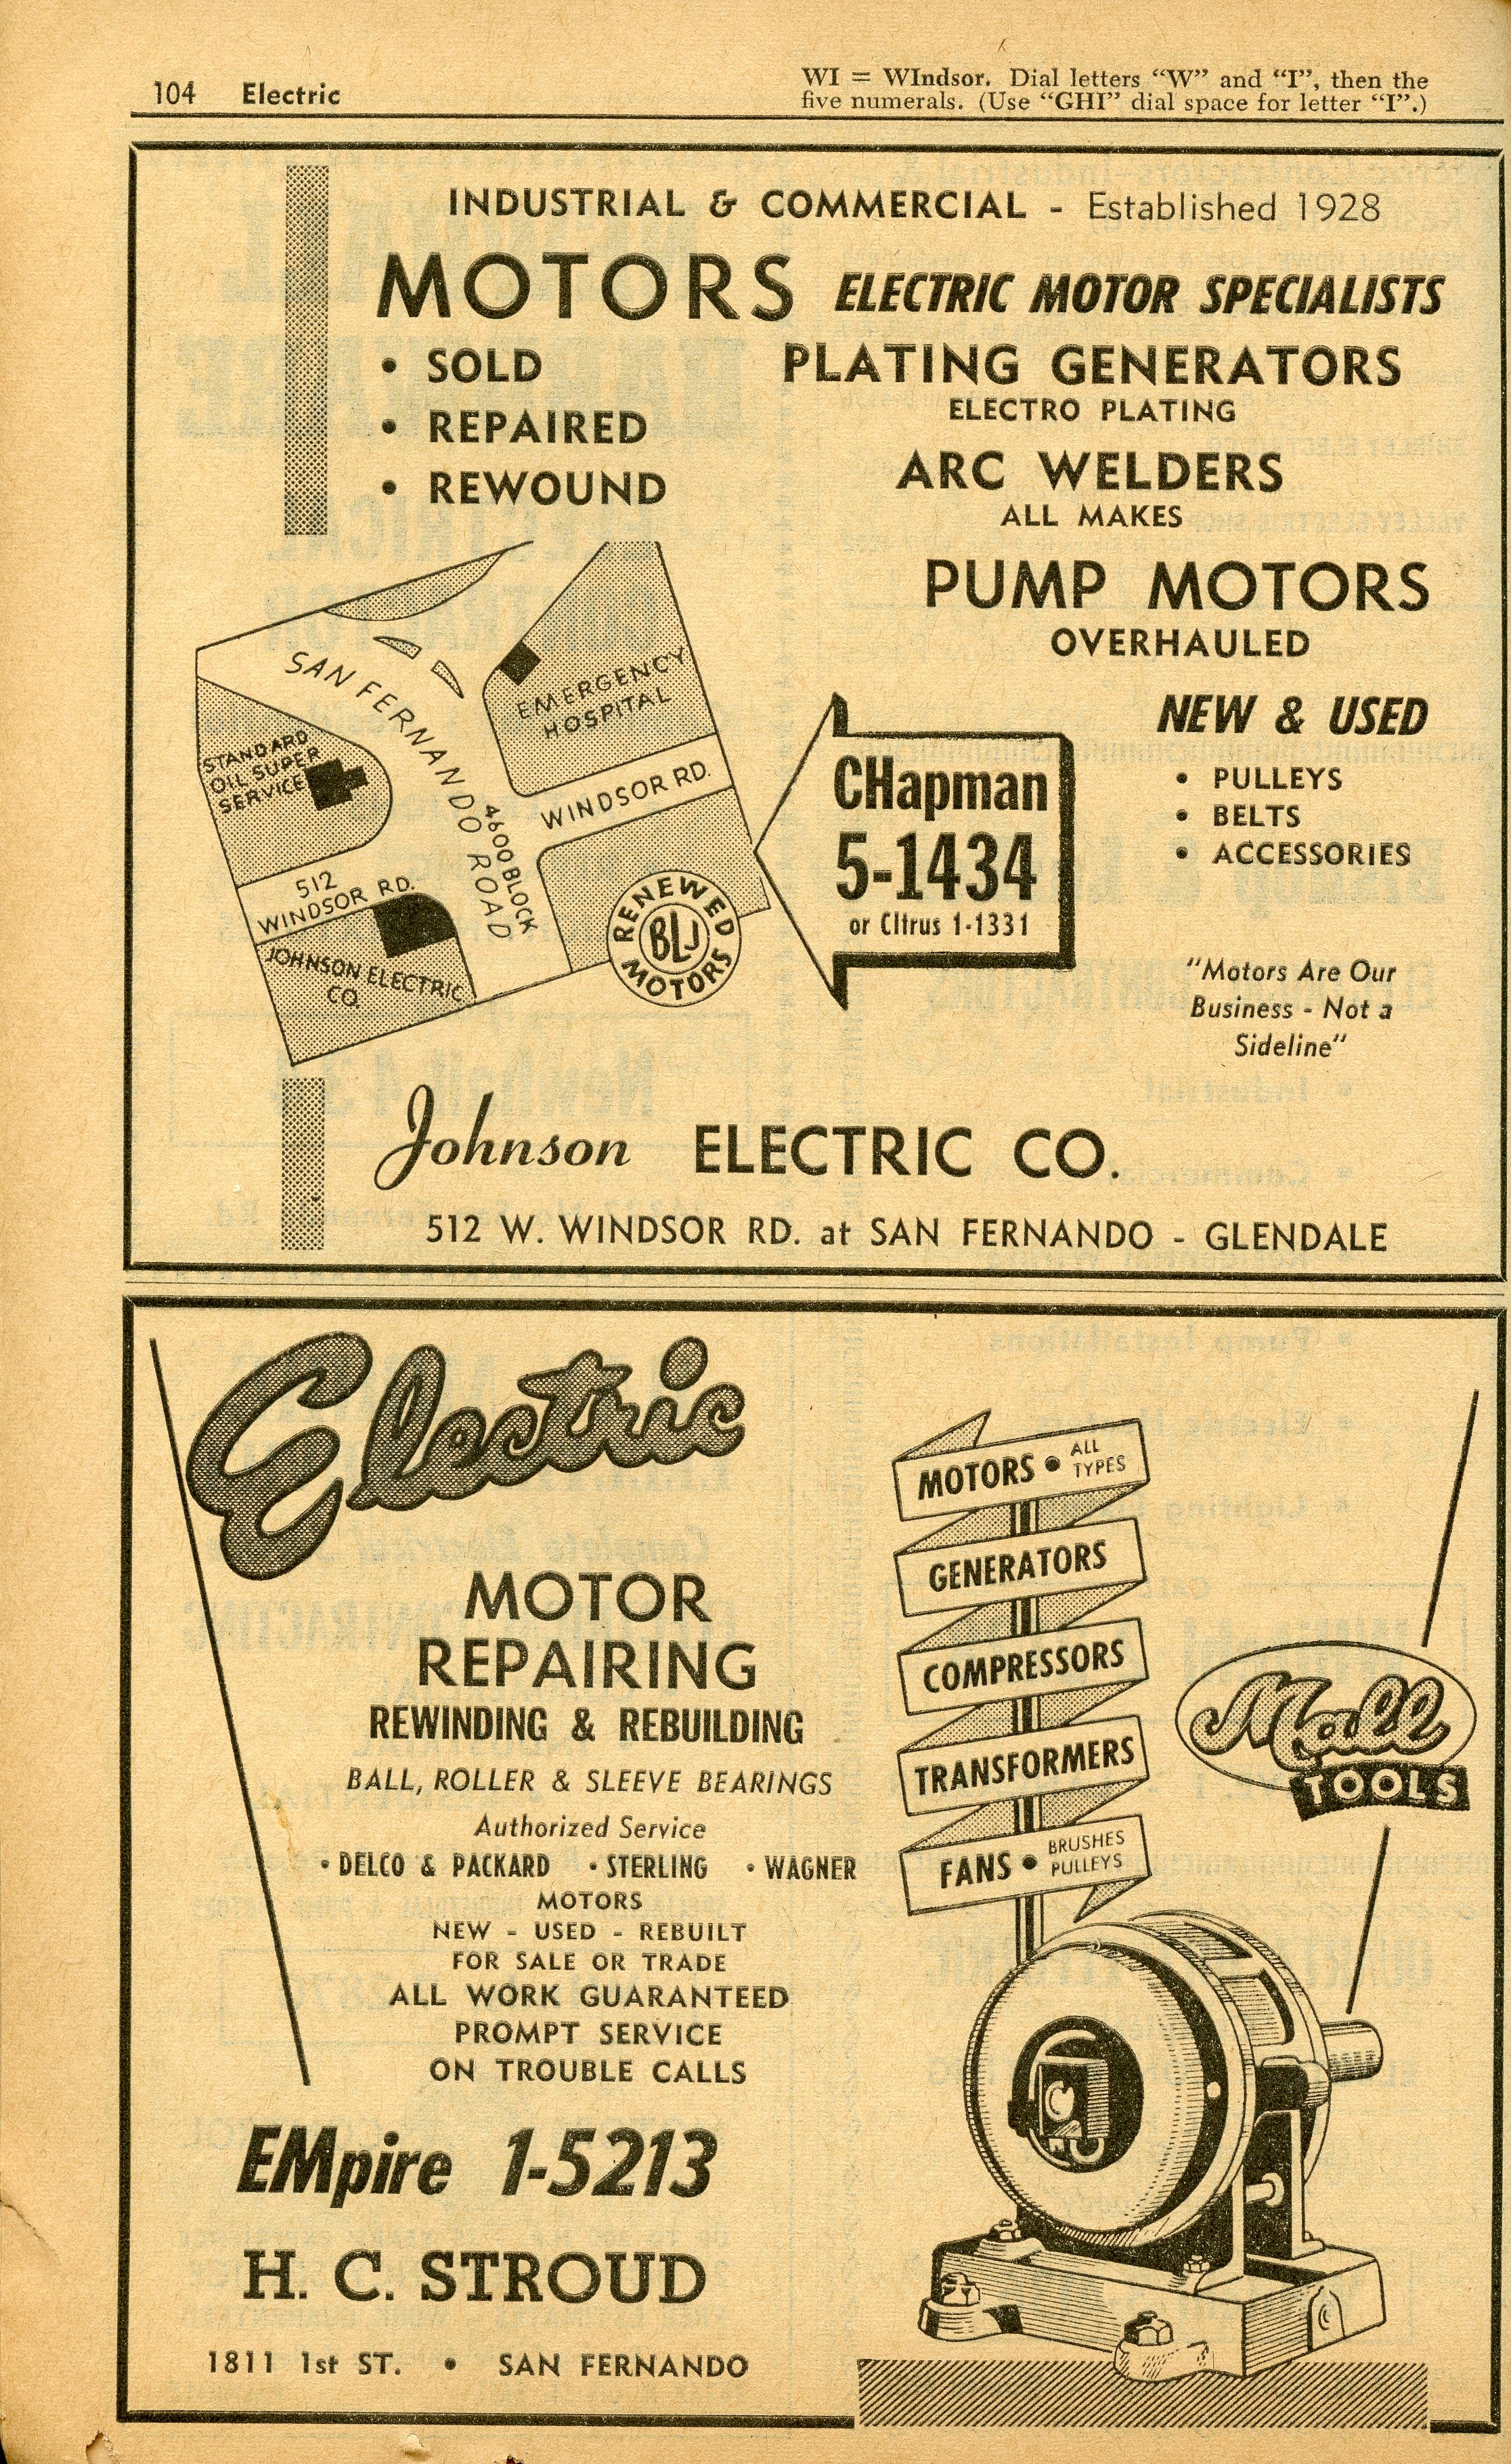 104 Electric
WI = WIndsor. Dial letters "W" and "I", then the
five numerals. (Use "GHI" dial space for letter "I".)
INDUSTRIAL & COMMERCIAL - Established 1928
MOTORS
• SOLD
• REPAIRED
• REWOUND
ELECTRIC MOTOR SPECIALISTS
PLATING GENERATORS
ELECTRO PLATING
ARC WELDERS
ALL MAKES
PUMP MOTORS
OVERHAULED
NEW & USED
• PULLEYS
• BELTS
• ACCESSORIES
"Motors Are Our
Business - Not a
Sideline"
SAN FERNANDO ROAD
4600 BLOCK
EMERGENCY
HOSPITAL
STANDARD
OIL SUPER
SERVICE
WINDSOR RD.
512
WINDSOR RD.
JOHNSON ELECTRIC
CO.
RENEWED
BLJ
MOTORS
CHapman
5-1434
or CItrus 1-1331
Johnson ELECTRIC CO.
512 W. WINDSOR RD. at SAN FERNANDO - GLENDALE
Electric
MOTOR
REPAIRING
REWINDING & REBUILDING
BALL, ROLLER & SLEEVE BEARINGS
Authorized Service
• DELCO & PACKARD • STERLING • WAGNER
MOTORS
NEW - USED - REBUILT
FOR SALE OR TRADE
ALL WORK GUARANTEED
PROMPT SERVICE
ON TROUBLE CALLS
EMpire 1-5213
H. C. STROUD
1811 1st ST. • SAN FERNANDO
MOTORS • ALL
TYPES
GENERATORS
COMPRESSORS
TRANSFORMERS
FANS • BRUSHES
PULLEYS
Mall
TOOLS